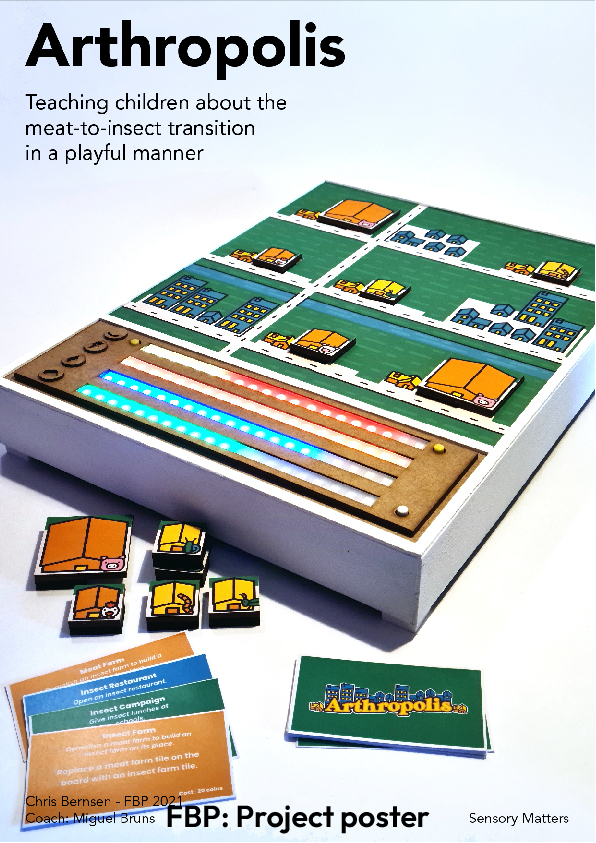 Arthropolis
Teaching children about the
meat-to-insect transition
in a playful manner
Meat Farm
Insect Restaurant
Open an insect restaurant.
Insect Campaign
Give insect lunches at
schools.
Insect Farm
Demolish a meat farm to build an
insect farm on its place.
Replace a meat farm tile on the
board with an insect farm tile.
Cost: 20 coins
Arthropolis
Chris Bernsen - FBP 2021
Coach: Miguel Bruns
FBP: Project poster
Sensory Matters